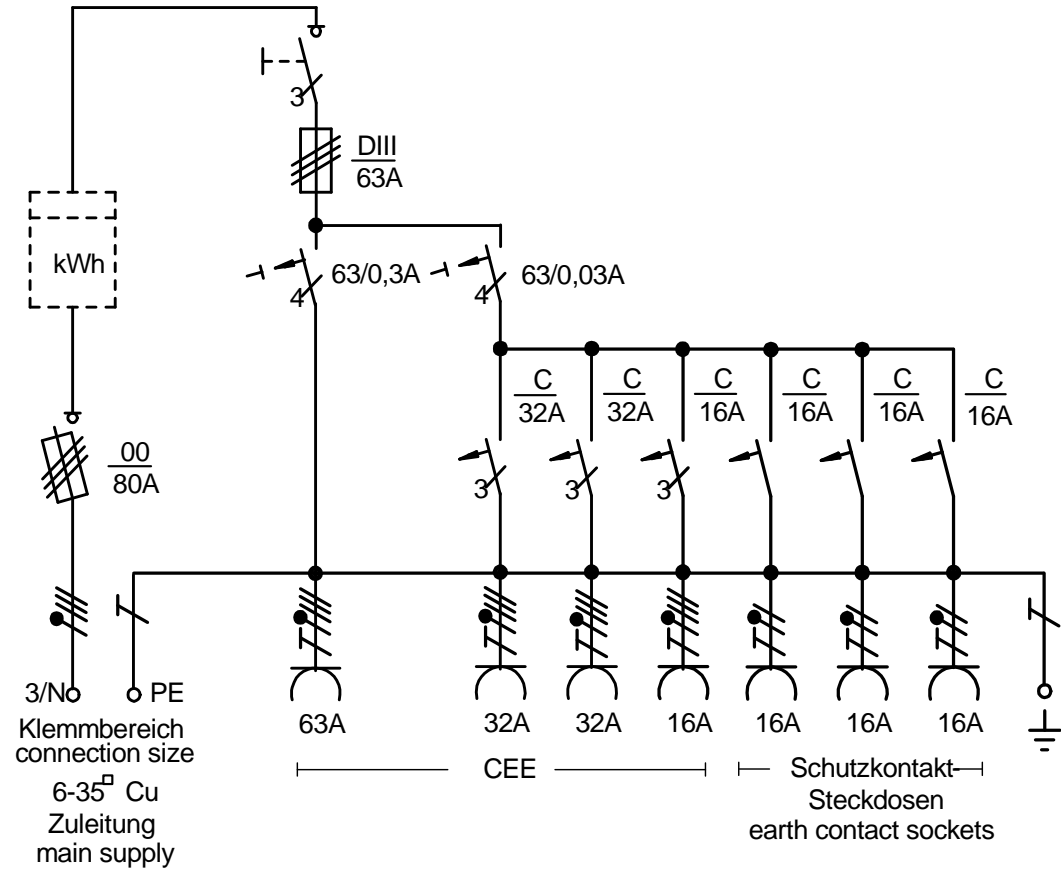 3
DIII
63A
kWh
63/0,3A
63/0,03A
4
4
C
32A
C
32A
C
16A
C
16A
C
16A
C
16A
00
80A
3
3
3
3/N
PE
63A
32A
32A
16A
16A
16A
16A
Klemmbereich
connection size
6-35□ Cu
Zuleitung
main supply
CEE
Schutzkontakt-
Steckdosen
earth contact sockets